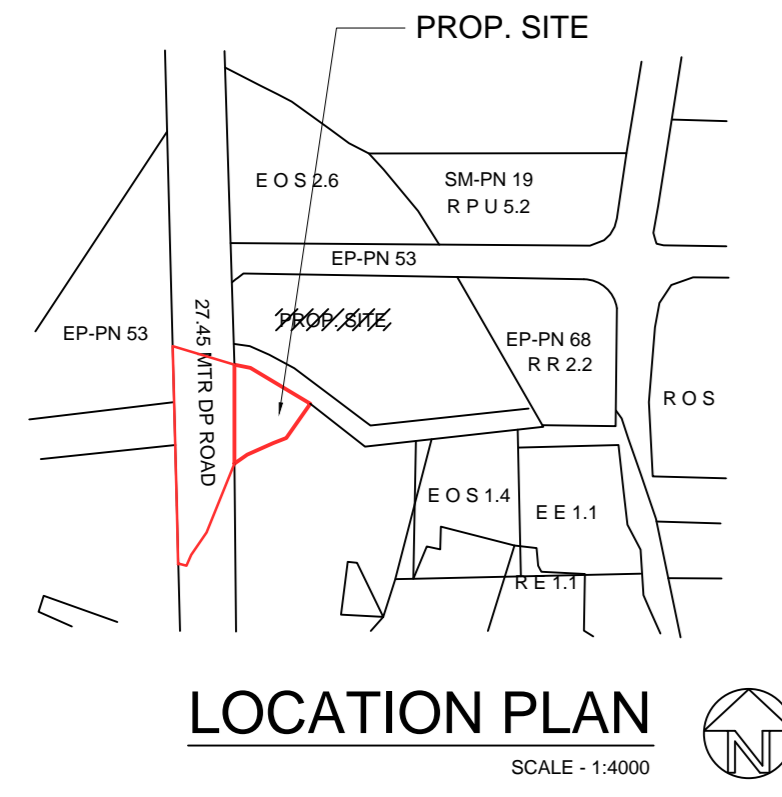 PROP. SITE
E O S 2.6
SM-PN 19
R P U 5.2
EP-PN 53
PROP. SITE
EP-PN 53
27.45 MTR DP ROAD
EP-PN 68
R R 2.2
R O S
E O S 1.4
E E 1.1
R E 1.1
LOCATION PLAN
SCALE - 1:4000
N